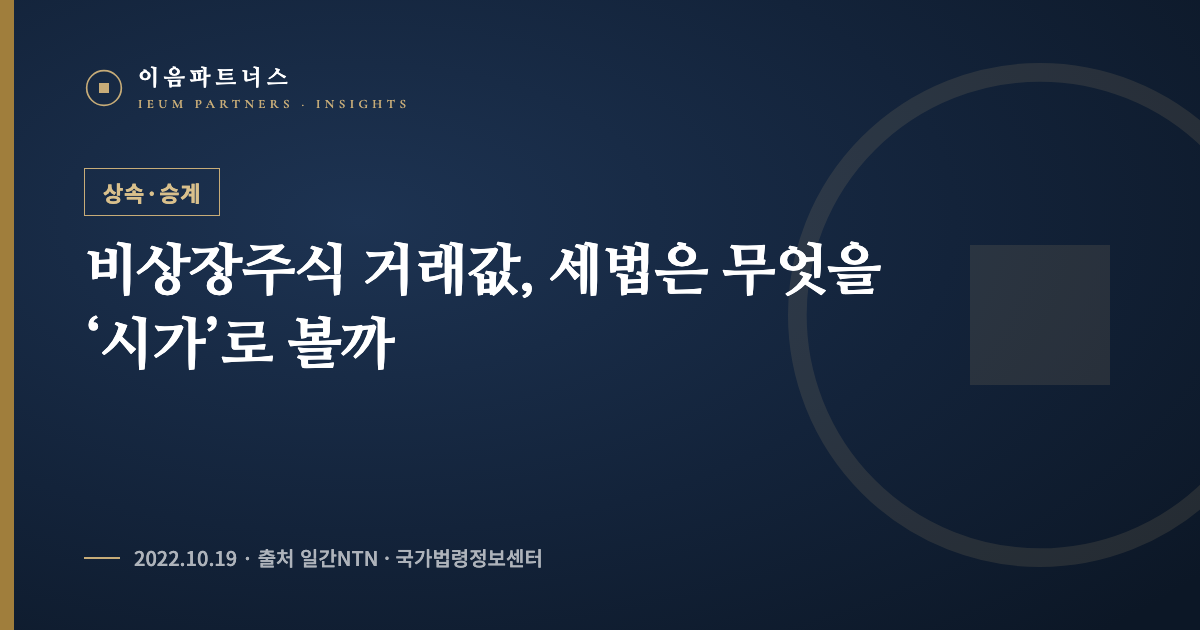 이음파트너스
IEUM PARTNERS · INSIGHTS
상속·승계
비상장주식 거래값, 세법은 무엇을
‘시가’로 볼까
2022.10.19 · 출처 일간NTN · 국가법령정보센터